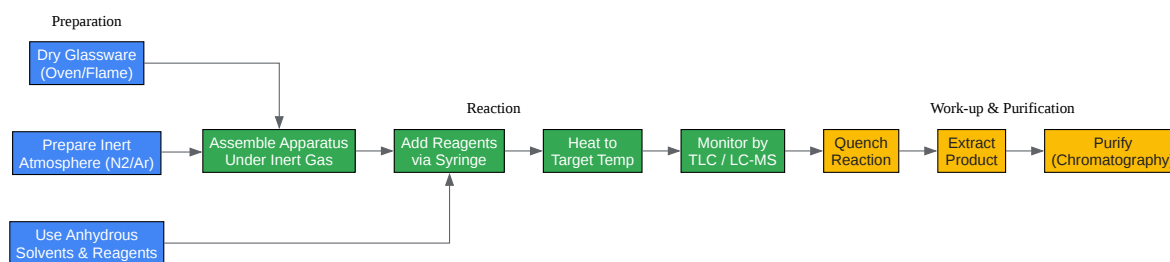 Preparation
Dry Glassware
(Oven/Flame)
Prepare Inert
Atmosphere (N2/Ar)
Use Anhydrous
Solvents & Reagents
Reaction
Assemble Apparatus
Under Inert Gas
Add Reagents
via Syringe
Heat to
Target Temp
Monitor by
TLC / LC-MS
Work-up & Purification
Quench
Reaction
Extract
Product
Purify
(Chromatography